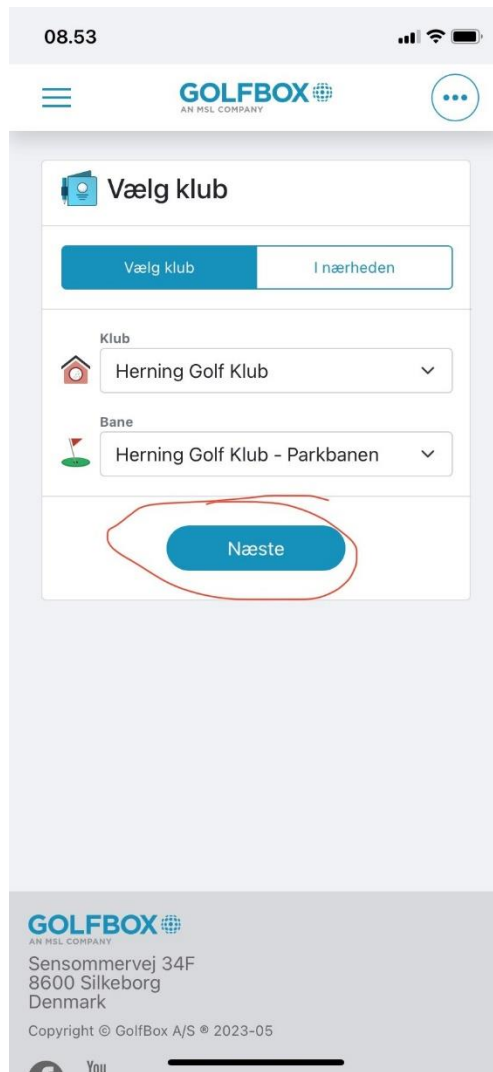 08.53
GOLFBOX
AN MSL COMPANY
Vælg klub
Vælg klub
I nærheden
Klub
Herning Golf Klub
Bane
Herning Golf Klub - Parkbanen
Næste
GOLFBOX
AN MSL COMPANY
Sensommervej 34F
8600 Silkeborg
Denmark
Copyright © GolfBox A/S ® 2023-05
You